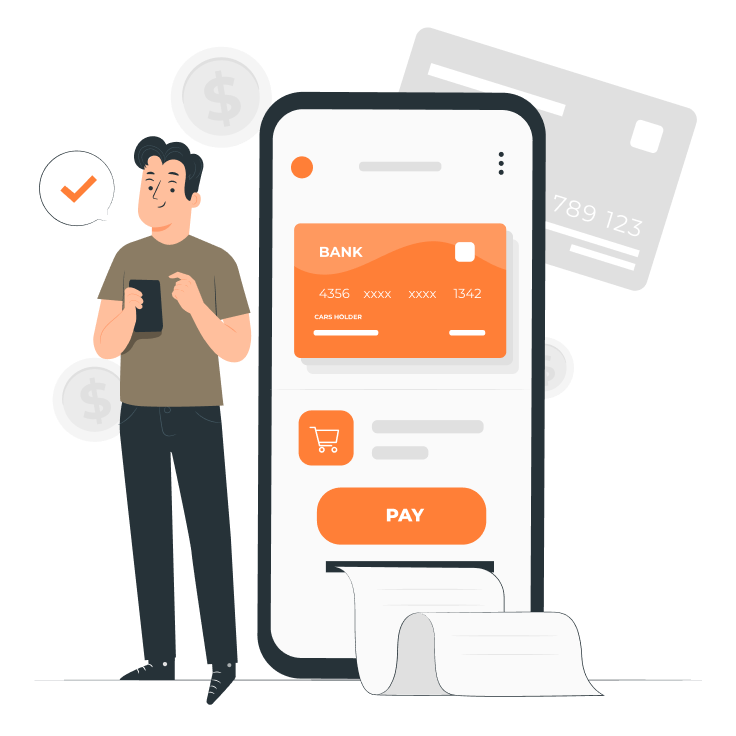 $
789 123
BANK
4356 xxxx xxxx 1342
CARS HOLDER
$
$
PAY